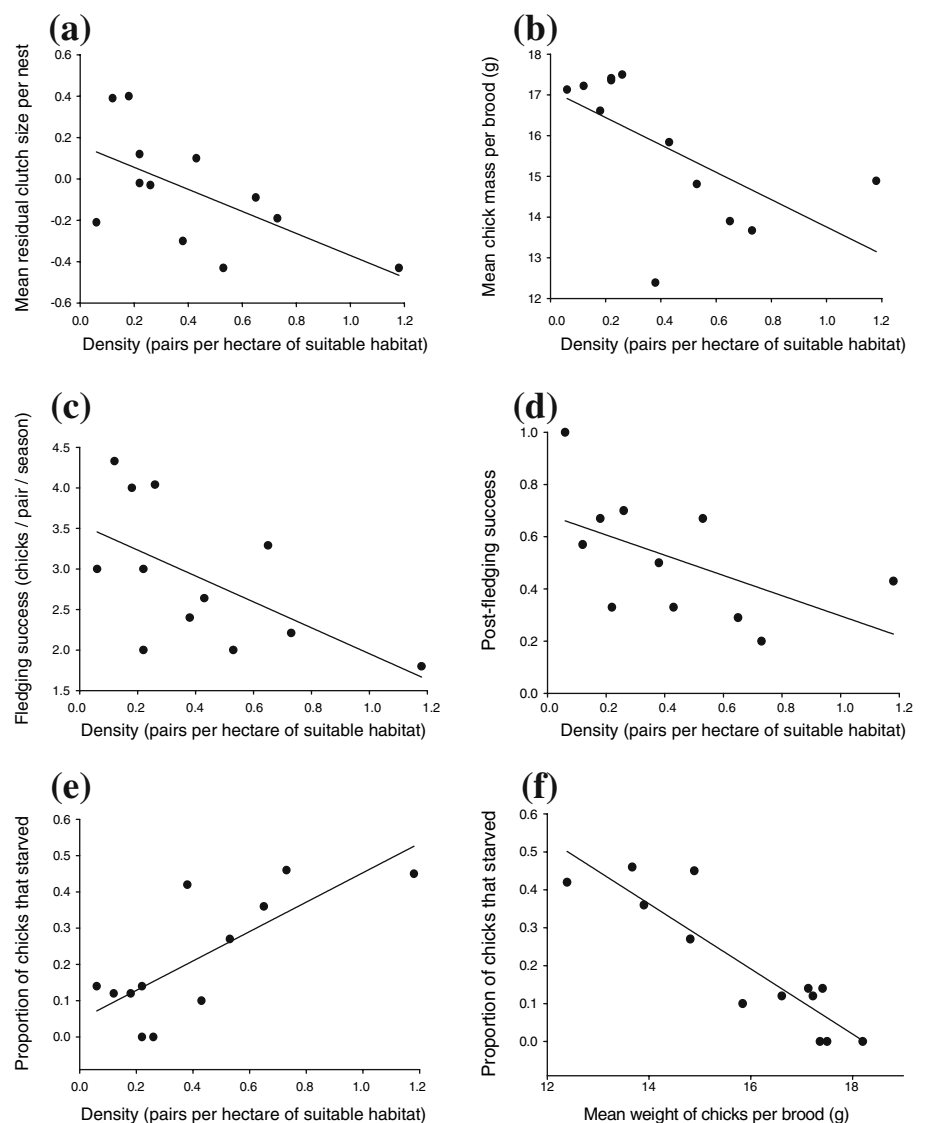 (a)
Mean residual clutch size per nest
0.6
0.4
0.2
0.0
-0.2
-0.4
-0.6
0.0 0.2 0.4 0.6 0.8 1.0 1.2
Density (pairs per hectare of suitable habitat)
(b)
Mean chick mass per brood (g)
18
17
16
15
14
13
12
0.0 0.2 0.4 0.6 0.8 1.0 1.2
Density (pairs per hectare of suitable habitat)
(c)
Fledging success (chicks / pair / season)
4.5
4.0
3.5
3.0
2.5
2.0
1.5
0.0 0.2 0.4 0.6 0.8 1.0 1.2
Density (pairs per hectare of suitable habitat)
(d)
Post-fledging success
1.0
0.8
0.6
0.4
0.2
0.0
0.0 0.2 0.4 0.6 0.8 1.0 1.2
Density (pairs per hectare of suitable habitat)
(e)
Proportion of chicks that starved
0.6
0.5
0.4
0.3
0.2
0.1
0.0
0.0 0.2 0.4 0.6 0.8 1.0 1.2
Density (pairs per hectare of suitable habitat)
(f)
Proportion of chicks that starved
0.6
0.5
0.4
0.3
0.2
0.1
0.0
12 14 16 18
Mean weight of chicks per brood (g)